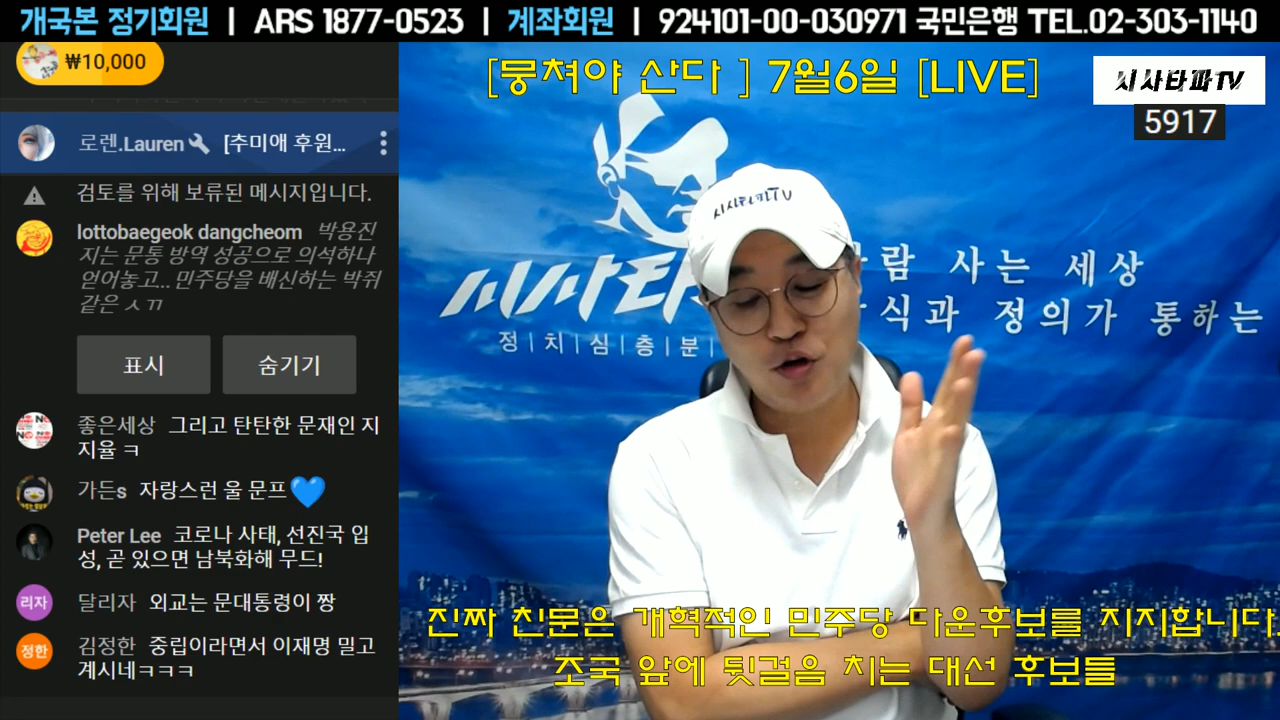 개국본 정기회원 | ARS 1877-0523 | 계좌회원 | 924101-00-030971 국민은행 TEL.02-303-1140
₩10,000
[뭉쳐야 산다 ] 7월6일 [LIVE]
시사타파TV
5917
로렌.Lauren [추미애 후원...
검토를 위해 보류된 메시지입니다.
lottobaegeok dangcheom 박용진
지는 문통 방역 성공으로 의석하나
얻어놓고... 민주당을 배신하는 박쥐
같은 ㅅㄲ
표시
숨기기
좋은세상 그리고 탄탄한 문재인 지
지율 ㅋ
가든s 자랑스런 울 문프💙
Peter Lee 코로나 사태, 선진국 입
성, 곧 있으면 남북화해 무드!
리자
달리자 외교는 문대통령이 짱
정한
김정한 중립이라면서 이재명 밀고
계시네ㅋㅋㅋ
시사타파TV
시사타
정|치|심|층|분|
람 사는 세상
식과 정의가 통하는
진짜 친문은 개혁적인 민주당 다운후보를 지지합니다
조국 앞에 뒷걸음 치는 대선 후보들